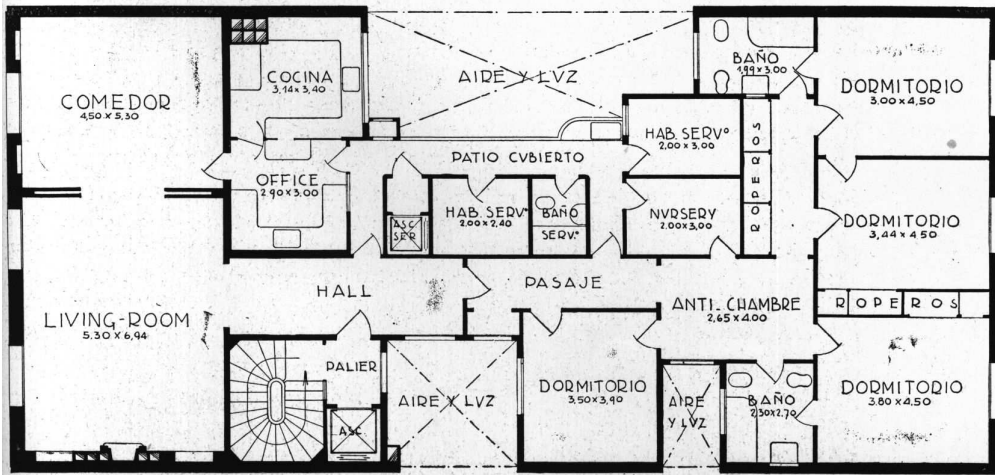 COMEDOR
4,50 x 5,30
COCINA
3,14 x 3,40
AIRE Y LVZ
BAÑO
1,99 x 3.00
DORMITORIO
3,00 x 4,50
HAB. SERVº
2,00 x 3,00
ROPEROS
PATIO CVBIERTO
OFFICE
2.90 x 3.00
ASC
SER
HAB. SERVº
2.00 x 2,40
BAÑO
SERVº
NVRSERY
2.00 x 3,00
DORMITORIO
3,44 x 4.50
HALL
PASAJE
ANTI-CHAMBRE
2,65 x 4.00
ROPEROS
LIVING-ROOM
5.30 x 6,94
PALIER
ASC
AIRE Y LVZ
DORMITORIO
3,50 x 3,90
AIRE
Y LVZ
BAÑO
2,30 x 2,70
DORMITORIO
3.80 x 4,50